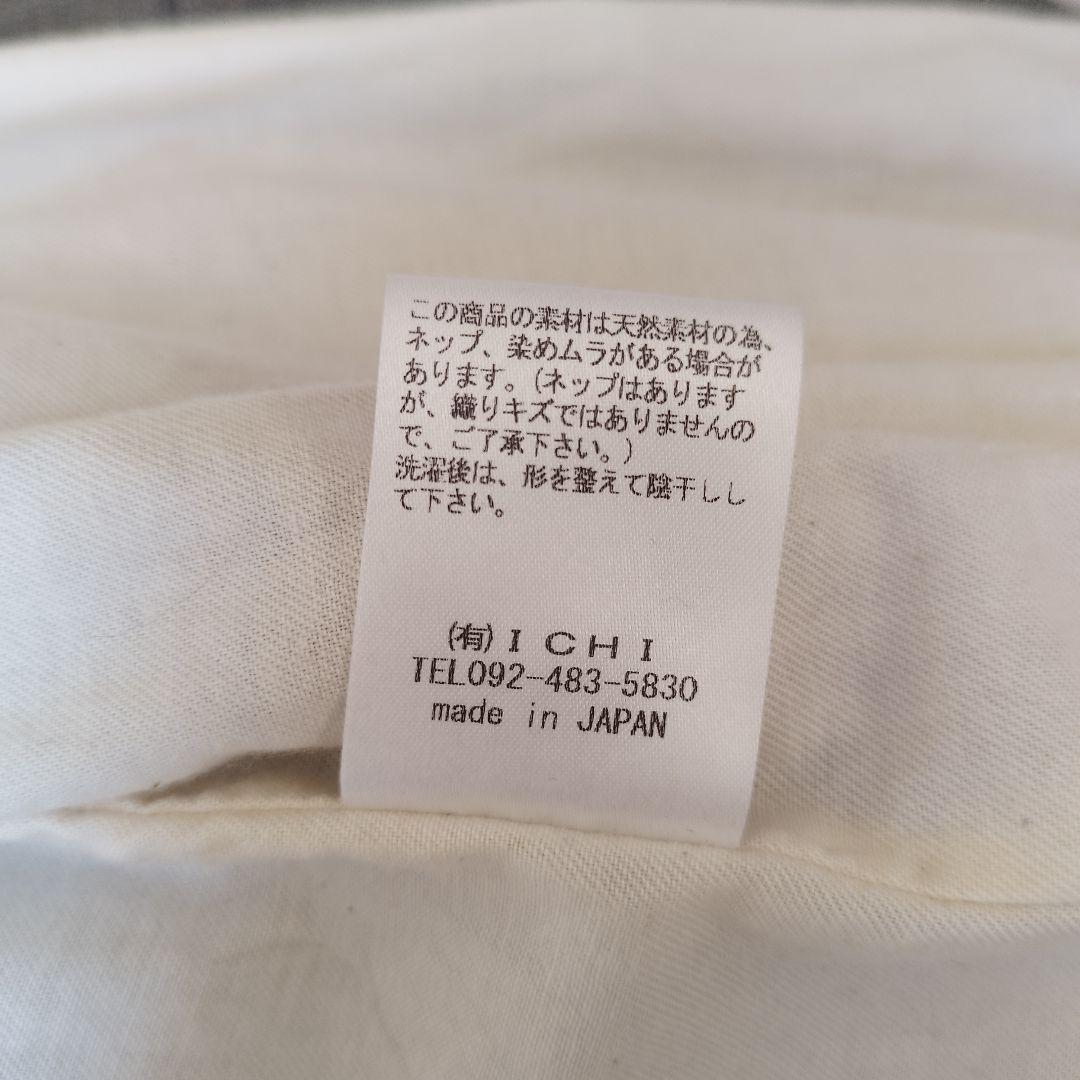 この商品の素材は天然素材の為、
ネップ、染めムラがある場合が
あります。(ネップはあります
が、織りキズではありませんの
で、ご了承下さい。)
洗濯後は、形を整えて陰干しし
て下さい。
(有)ICHI
TEL092-483-5830
made in JAPAN